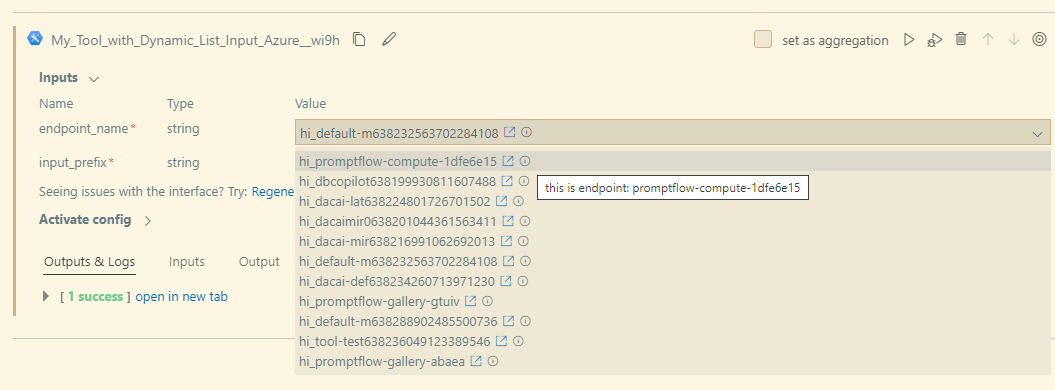 My_Tool_with_Dynamic_List_Input_Azure__wi9h set as aggregation
Inputs
Name Type Value
endpoint_name* string hi_default-m638232563702284108
input_prefix* string hi_promptflow-compute-1dfe6e15
hi_dbcopilot638199930811607488 this is endpoint: promptflow-compute-1dfe6e15
Seeing issues with the interface? Try: Regene
hi_dacai-lat638224801726701502
Activate config hi_dacaimir0638201044361563411
hi_dacai-mir638216991062692013
Outputs & Logs Inputs Output hi_default-m638232563702284108
hi_dacai-def638234260713971230
[ 1 success ] open in new tab hi_promptflow-gallery-gtuiv
hi_default-m638288902485500736
hi_tool-test638236049123389546
hi_promptflow-gallery-abaea